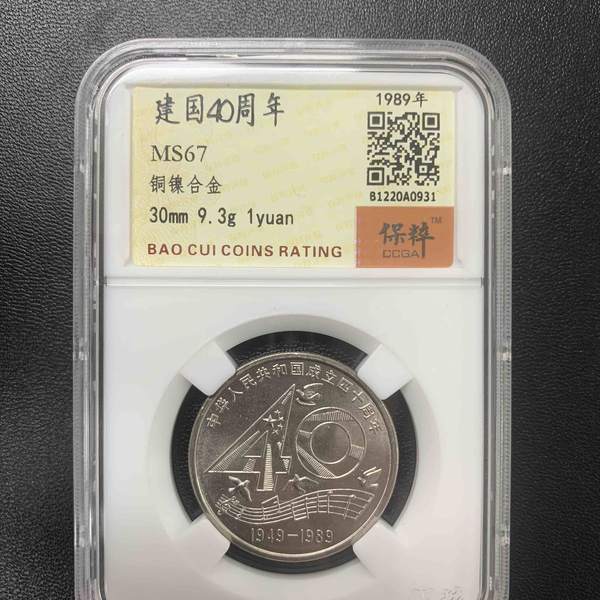 建国40周年
1989年
MS67
铜镍合金
30mm 9.3g 1yuan
B1220A0931
BAO CUI COINS RATING
保粹™
CCGA
中华人民共和国成立四十周年
40
1949-1989